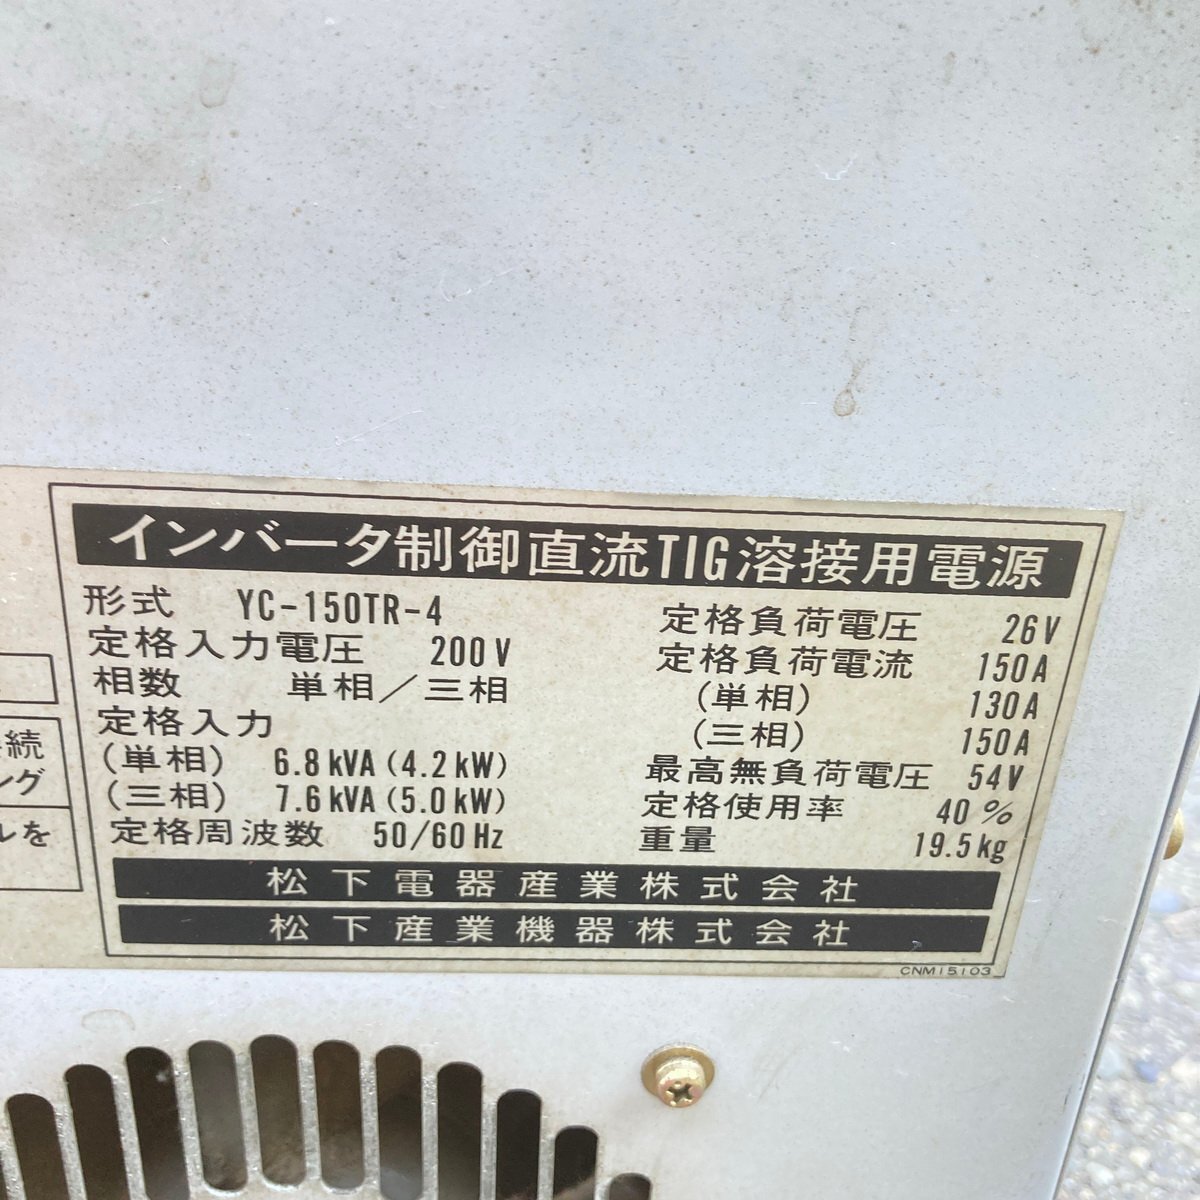 インバータ制御直流TIG溶接用電源
形式 YC-150TR-4
定格入力電圧 200V
相数 単相／三相
定格入力
(単相) 6.8kVA(4.2kW)
(三相) 7.6kVA(5.0kW)
定格周波数 50/60Hz
定格負荷電圧 26V
定格負荷電流 150A
(単相) 130A
(三相) 150A
最高無負荷電圧 54V
定格使用率 40%
重量 19.5kg
松下電器産業株式会社
松下産業機器株式会社
CNM15103
続
ング
ルを